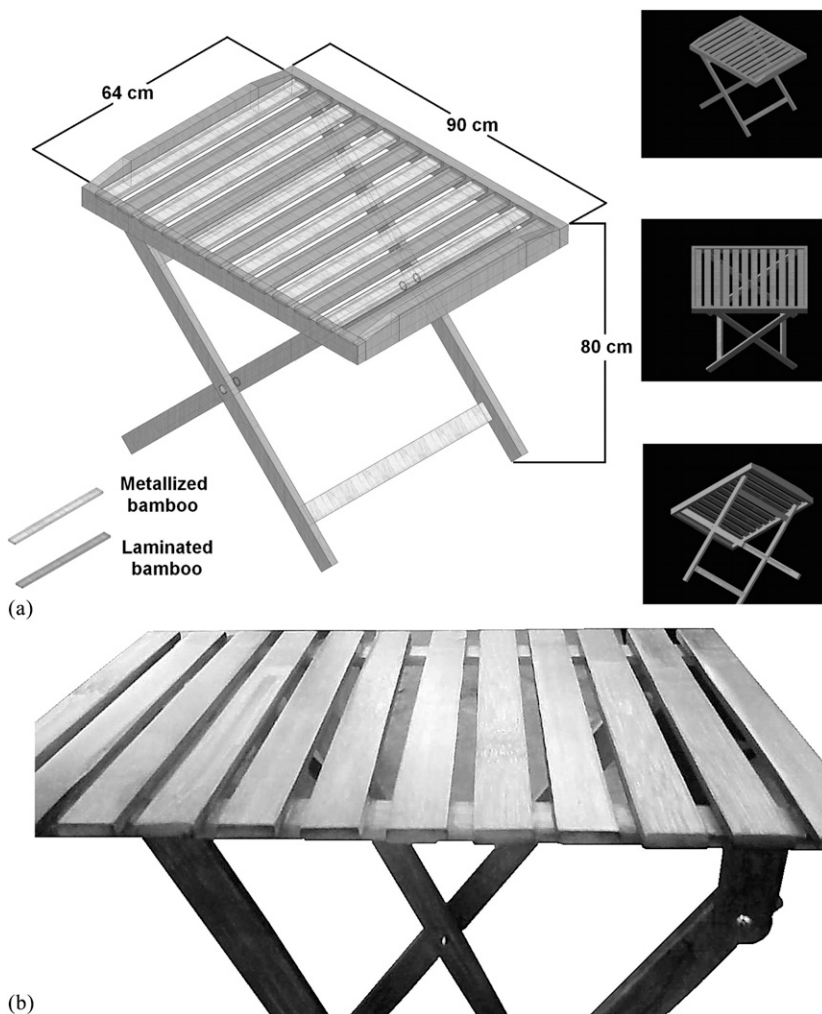 64 cm
90 cm
80 cm
Metallized
bamboo
Laminated
bamboo
(a)
(b)